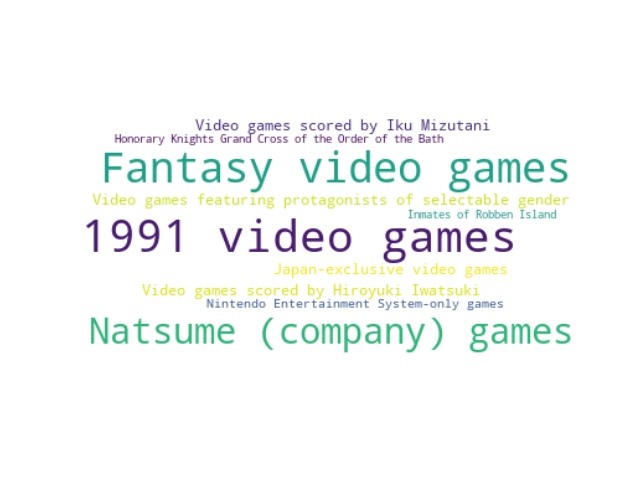 Video games scored by Iku Mizutani
Honorary Knights Grand Cross of the Order of the Bath
Fantasy video games
Video games featuring protagonists of selectable gender
Inmates of Robben Island
1991 video games
Japan-exclusive video games
Video games scored by Hiroyuki Iwatsuki
Nintendo Entertainment System-only games
Natsume (company) games